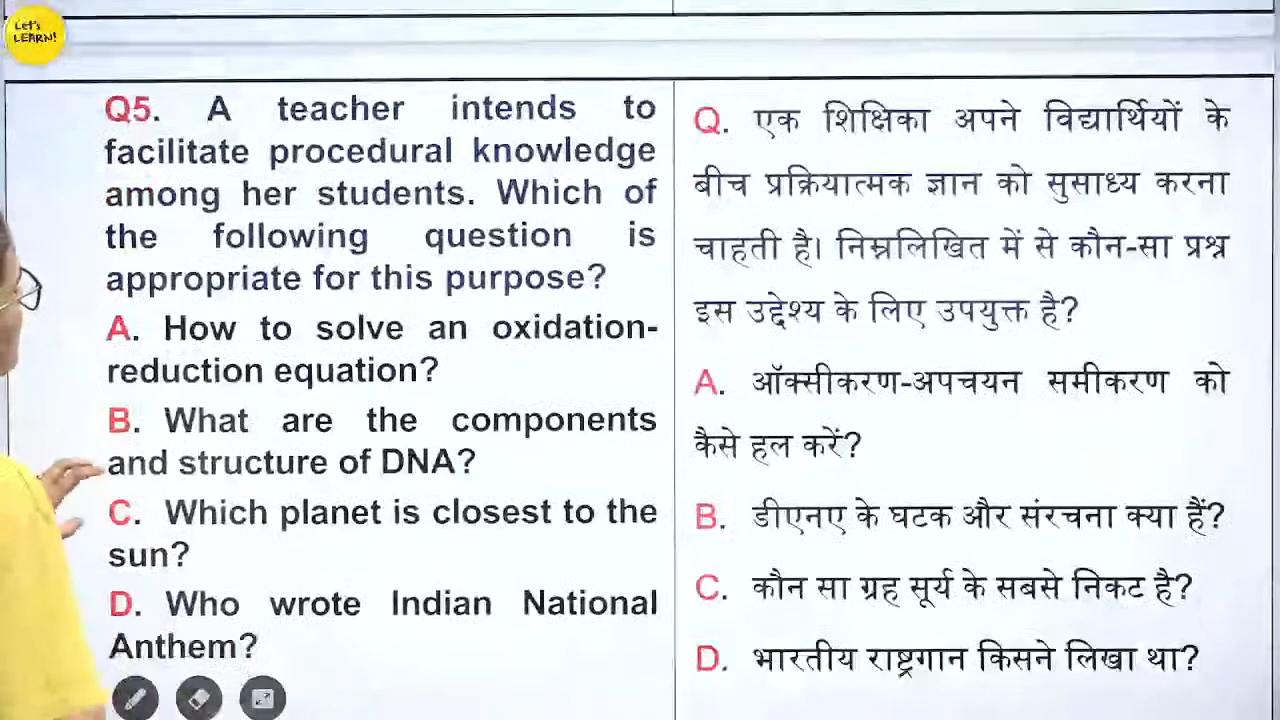 Let's
LEARN!
Q5. A teacher intends to
facilitate procedural knowledge
among her students. Which of
the following question is
appropriate for this purpose?
A. How to solve an oxidation-
reduction equation?
B. What are the components
and structure of DNA?
C. Which planet is closest to the
sun?
D. Who wrote Indian National
Anthem?
Q. एक शिक्षिका अपने विद्यार्थियों के
बीच प्रक्रियात्मक ज्ञान को सुसाध्य करना
चाहती है। निम्नलिखित में से कौन-सा प्रश्न
इस उद्देश्य के लिए उपयुक्त है?
A. ऑक्सीकरण-अपचयन समीकरण को
कैसे हल करें?
B. डीएनए के घटक और संरचना क्या हैं?
C. कौन सा ग्रह सूर्य के सबसे निकट है?
D. भारतीय राष्ट्रगान किसने लिखा था?